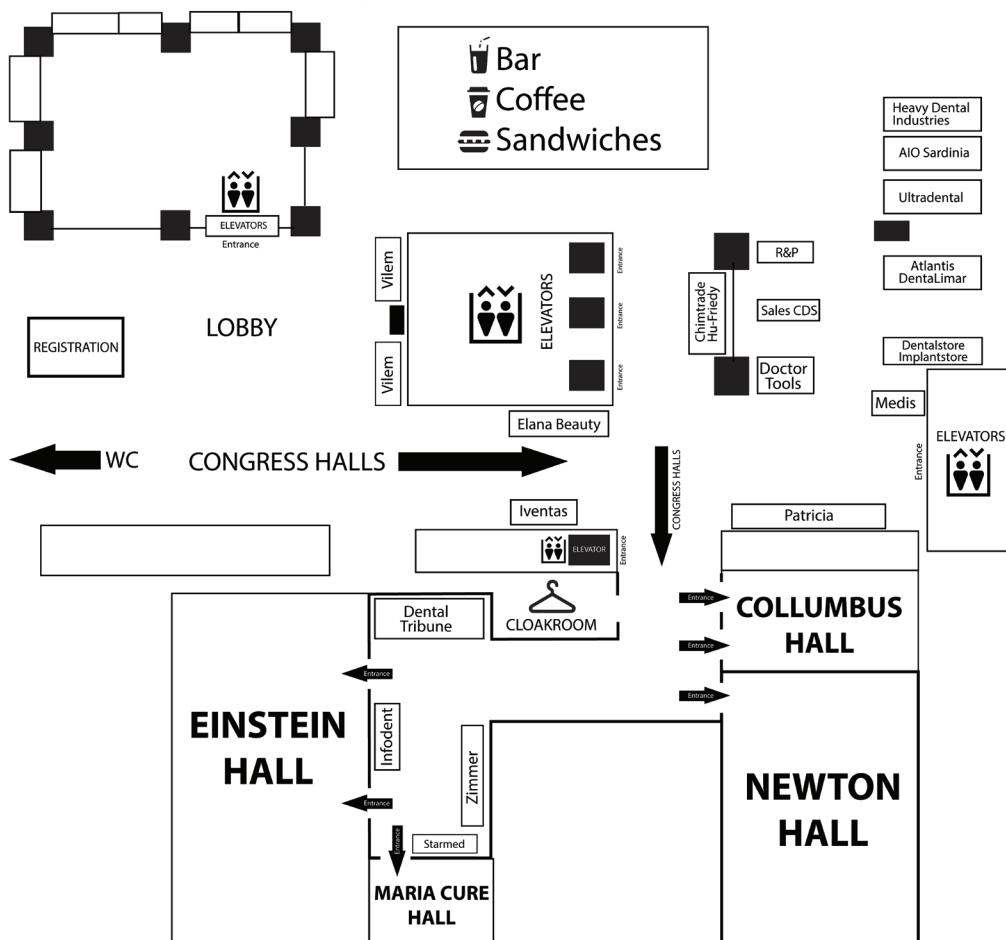 Bar
Coffee
Sandwiches
Heavy Dental
Industries
AIO Sardinia
Ultradental
ELEVATORS
Entrance
Vilem
ELEVATORS
Entrance
Entrance
Entrance
R&P
Atlantis
DentaLimar
Chimtrade
Hu-Friedy
Sales CDS
LOBBY
REGISTRATION
Vilem
Dentalstore
Implantstore
Doctor
Tools
Medis
Elana Beauty
ELEVATORS
Entrance
WC
CONGRESS HALLS
CONGRESS HALLS
Iventas
Patricia
ELEVATOR
Entrance
Dental
Tribune
CLOAKROOM
Entrance
COLLUMBUS
HALL
Entrance
Entrance
Entrance
EINSTEIN
HALL
Infodent
Zimmer
NEWTON
HALL
Entrance
Entrance
Starmed
MARIA CURE
HALL